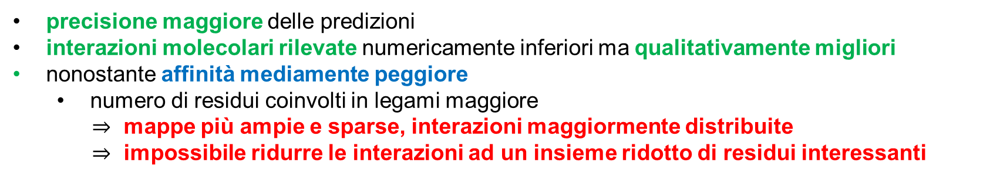 • precisione maggiore delle predizioni
• interazioni molecolari rilevate numericamente inferiori ma qualitativamente migliori
• nonostante affinità mediamente peggiore
• numero di residui coinvolti in legami maggiore
⇒ mappe più ampie e sparse, interazioni maggiormente distribuite
⇒ impossibile ridurre le interazioni ad un insieme ridotto di residui interessanti